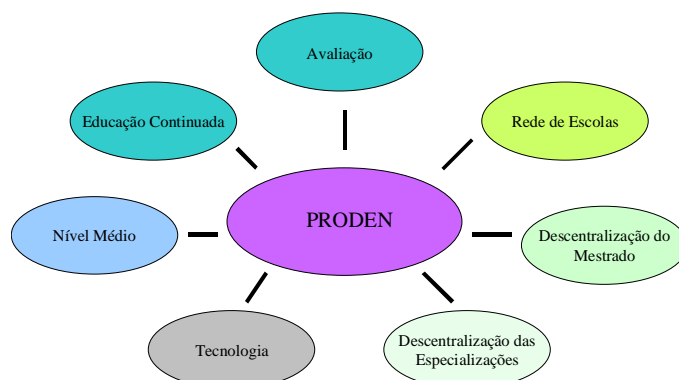 Avaliação
Educação Continuada
Rede de Escolas
PRODEN
Nível Médio
Descentralização do
Mestrado
Tecnologia
Descentralização das
Especializações